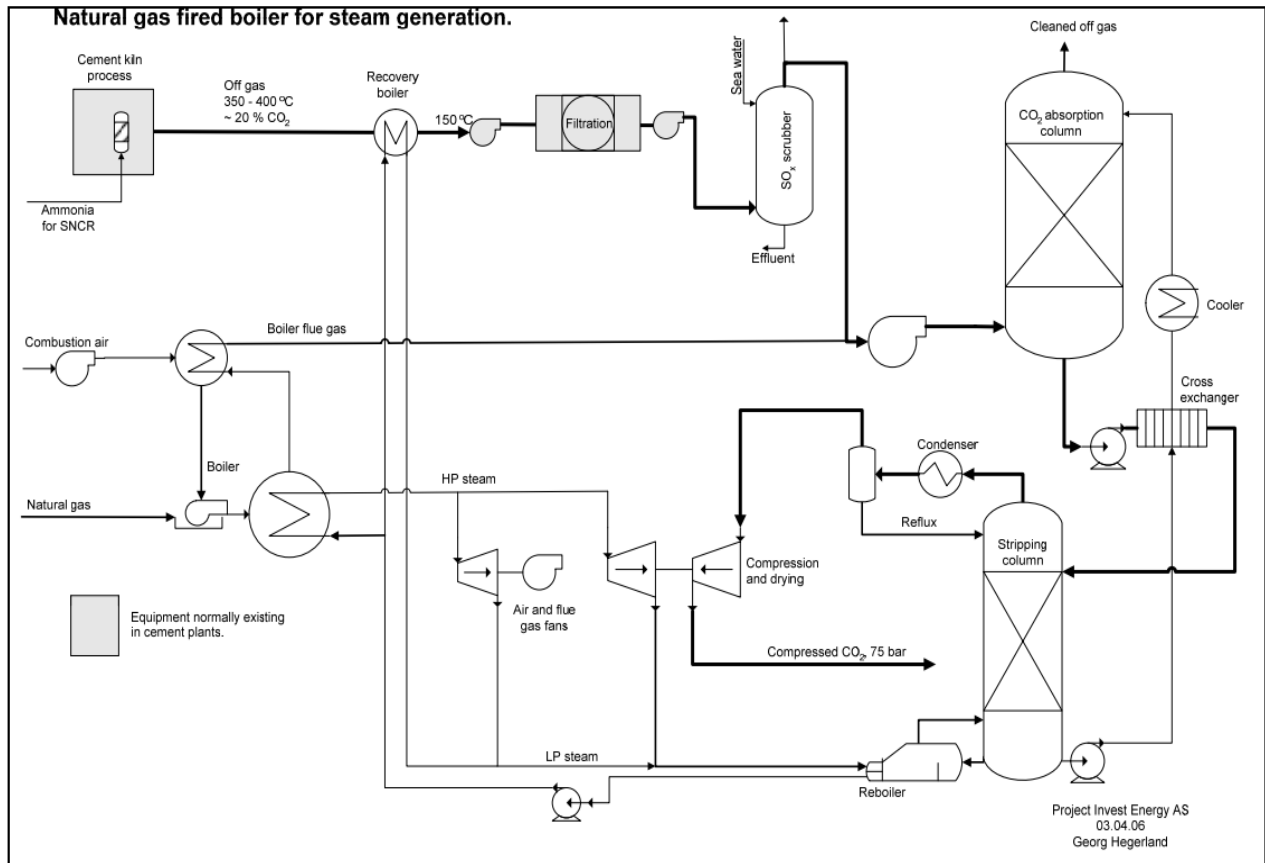 Natural gas fired boiler for steam generation.
Cement kiln
process
Off gas
350 - 400 ºC
~ 20 % CO₂
Recovery
boiler
150 ºC
Filtration
Sea water
SOₓ scrubber
Cleaned off gas
CO₂ absorption
column
Ammonia
for SNCR
Effluent
Cooler
Boiler flue gas
Combustion air
Cross
exchanger
Condenser
Boiler
HP steam
Natural gas
Reflux
Stripping
column
Compression
and drying
Equipment normally existing
in cement plants.
Air and flue
gas fans
Compressed CO₂, 75 bar
LP steam
Reboiler
Project Invest Energy AS
03.04.06
Georg Hegerland